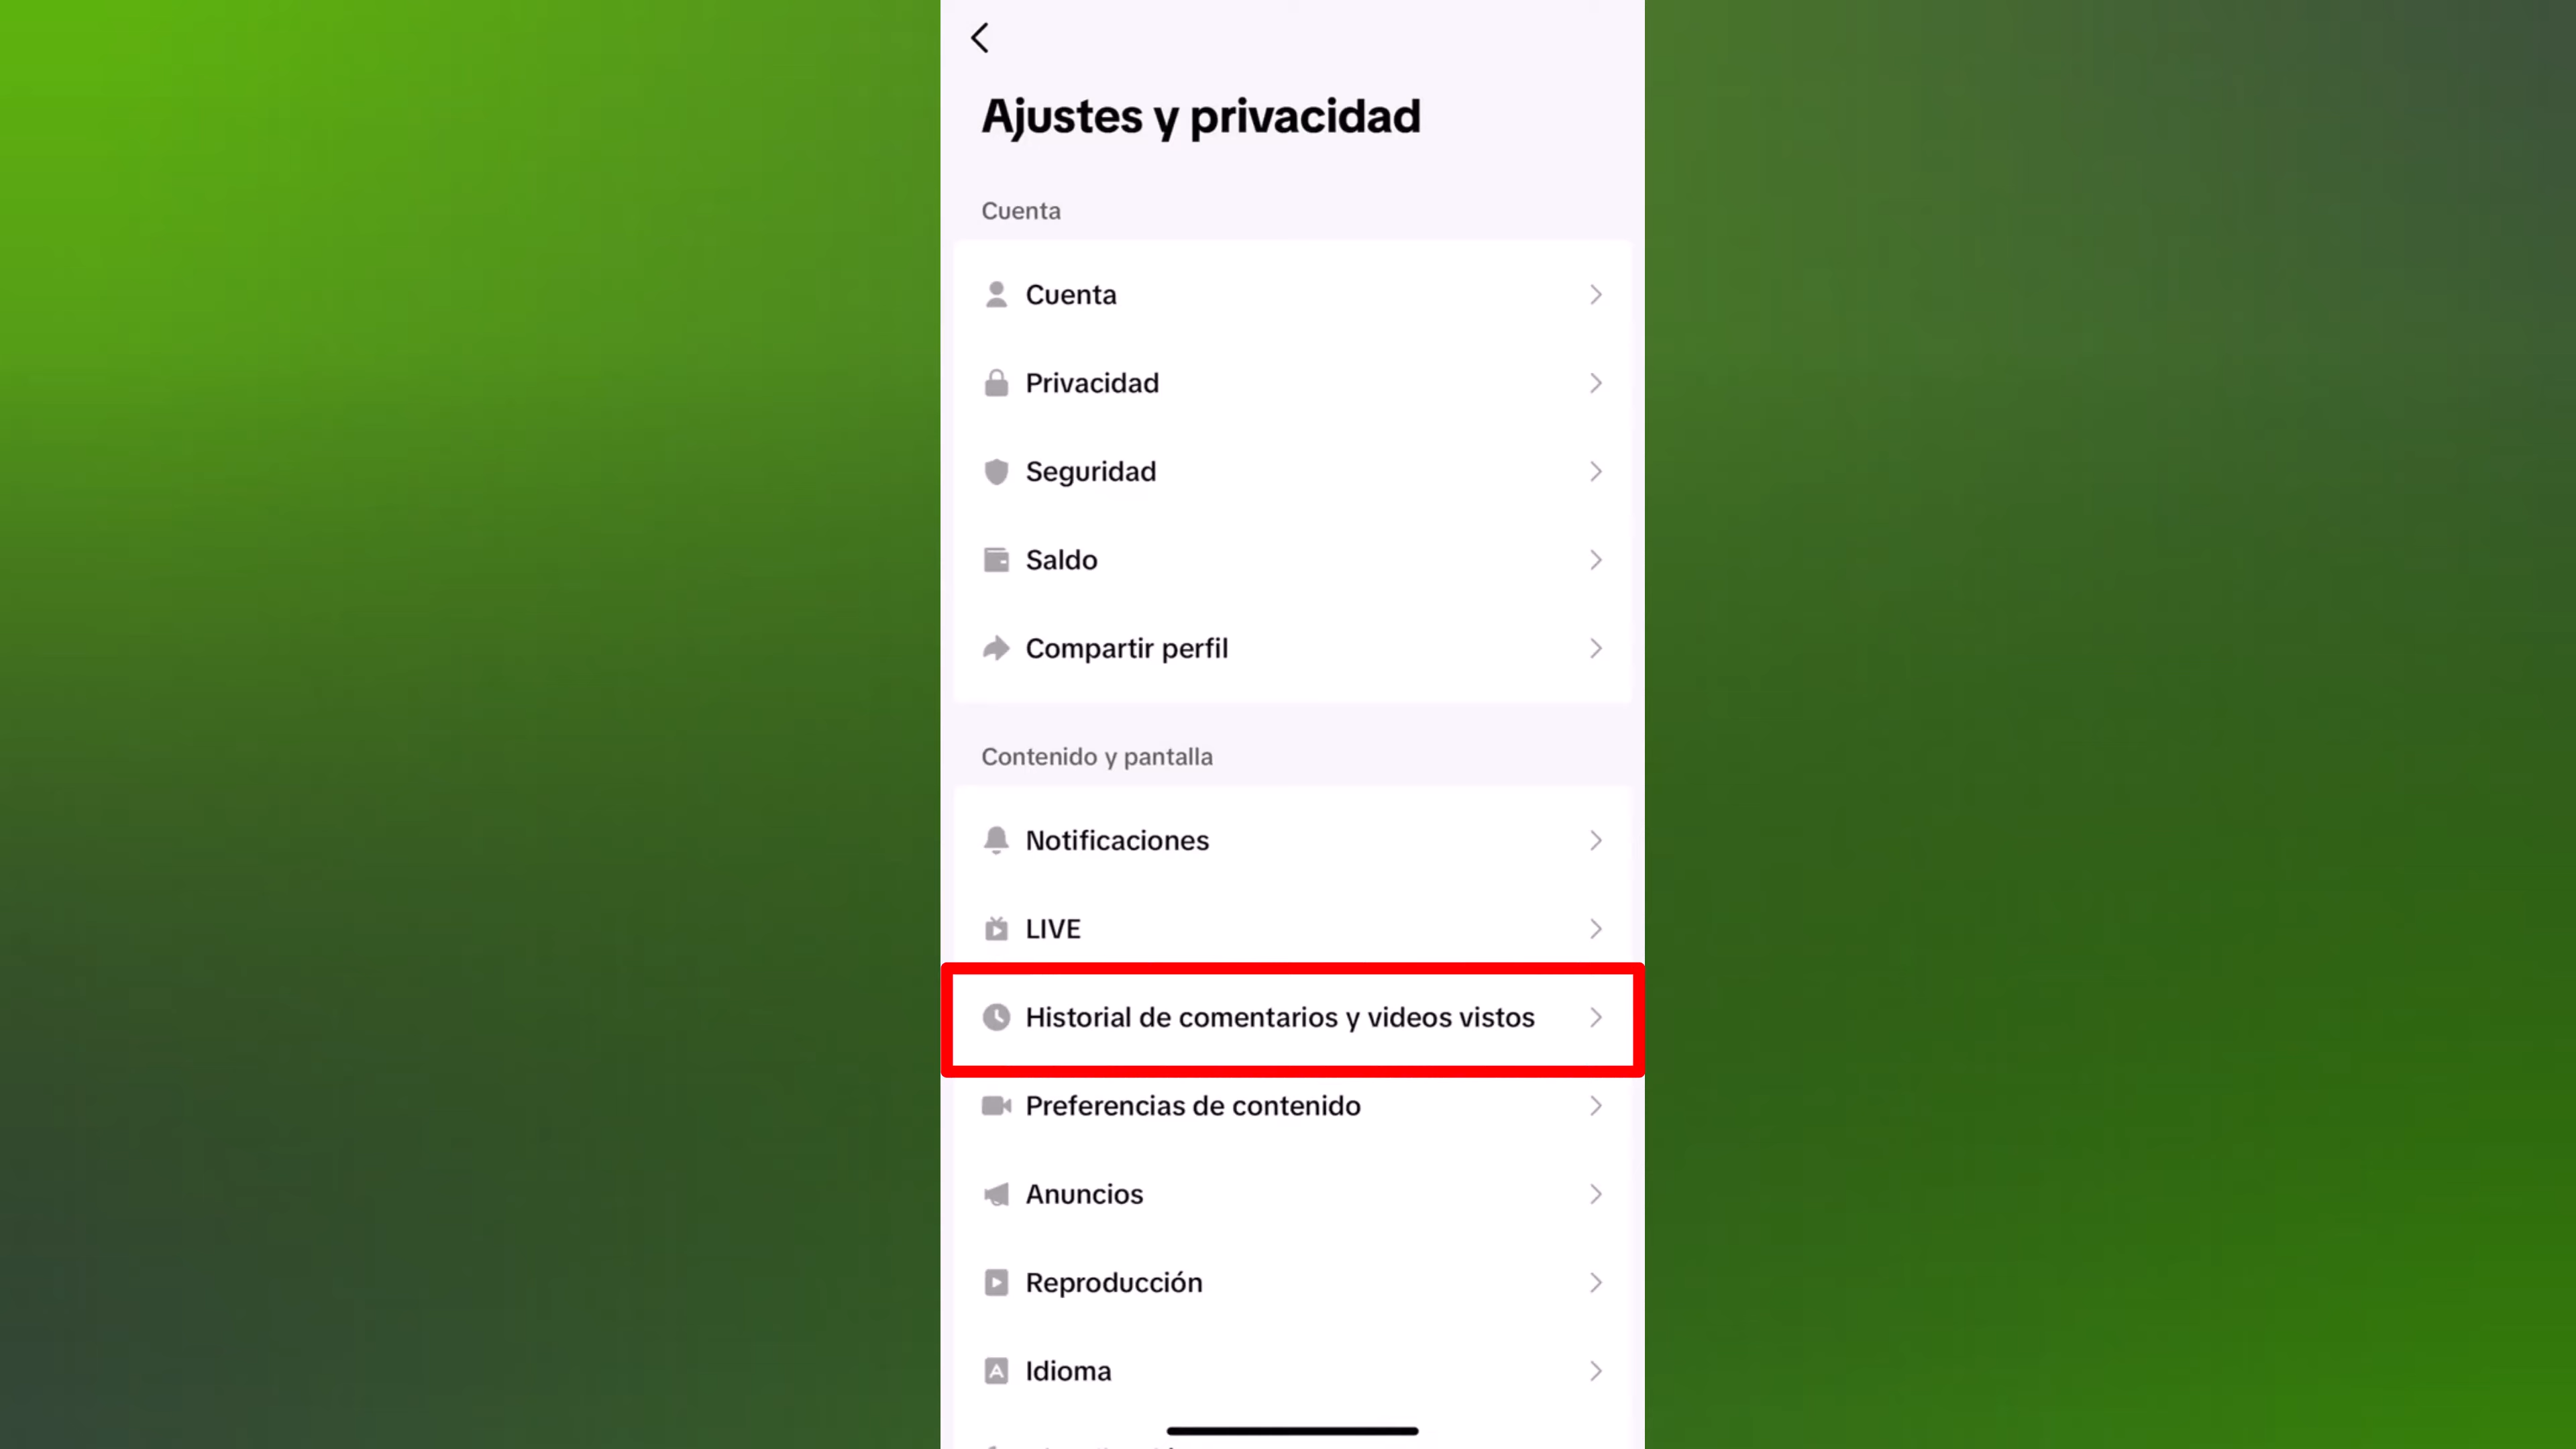 Ajustes y privacidad
Cuenta
Cuenta
Privacidad
Seguridad
Saldo
Compartir perfil
Contenido y pantalla
Notificaciones
LIVE
Historial de comentarios y videos vistos
Preferencias de contenido
Anuncios
Reproducción
Idioma